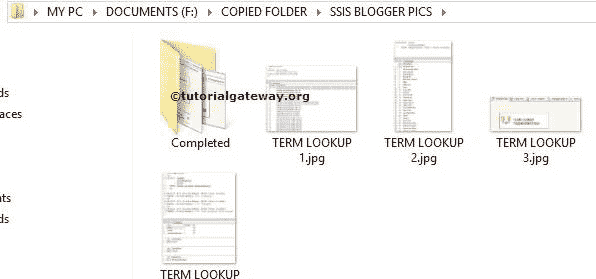 MY PC DOCUMENTS (F:) COPIED FOLDER SSIS BLOGGER PICS
©tutorialgateway.org
ds
aces
Completed
TERM LOOKUP 1.jpg
TERM LOOKUP 2.jpg
TERM LOOKUP 3.jpg
nts
ds
TERM LOOKUP